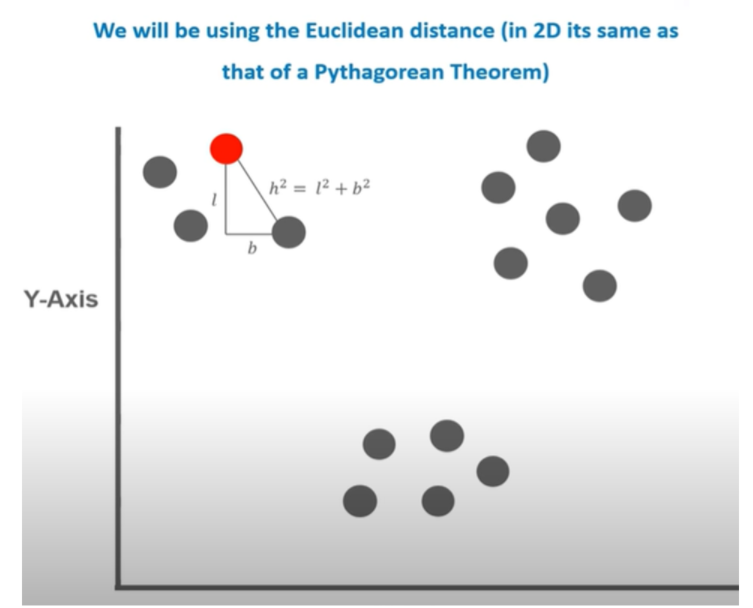 We will be using the Euclidean distance (in 2D its same as
that of a Pythagorean Theorem)
h² = l² + b²
l
b
Y-Axis